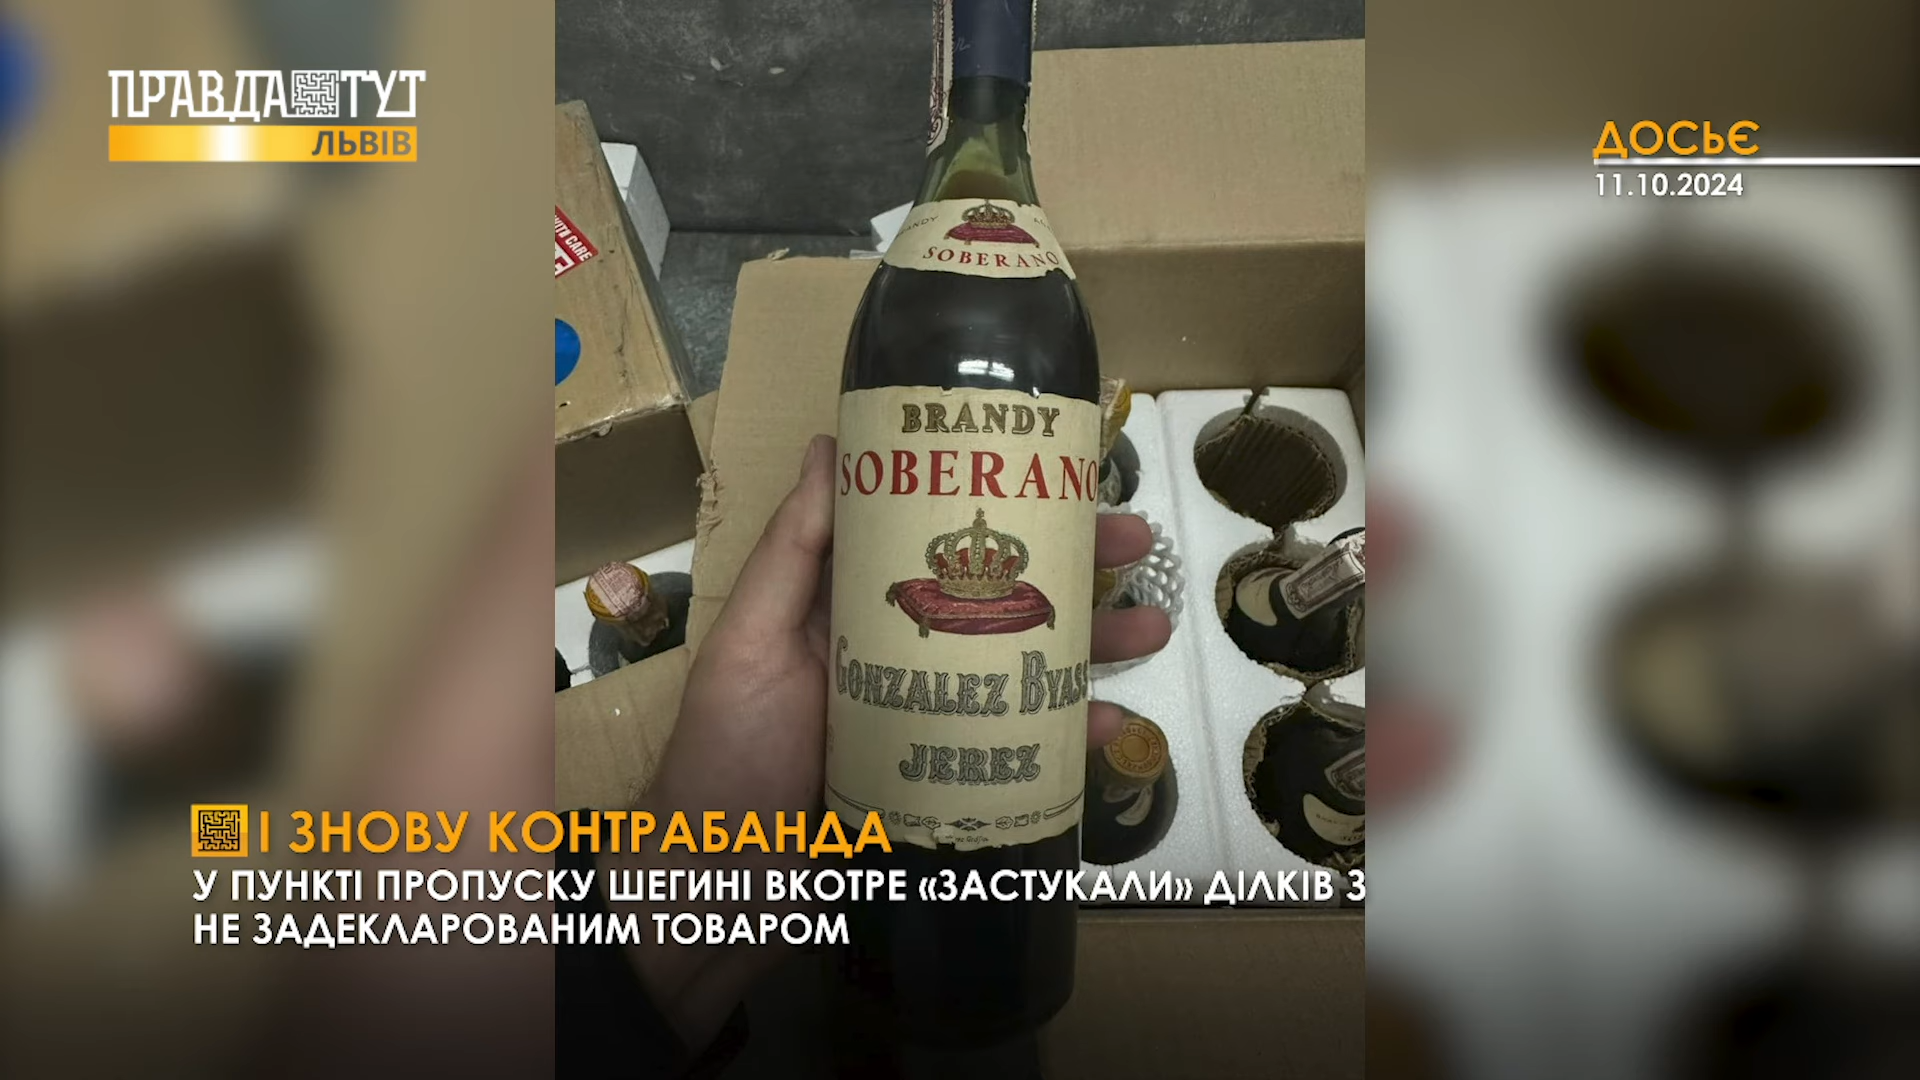 ПРАВДА ТУТ
ЛЬВІВ
ДОСЬЄ
11.10.2024
SOBERANO
BRANDY
SOBERANO
GONZALEZ BYASS
JEREZ
І ЗНОВУ КОНТРАБАНДА
У ПУНКТІ ПРОПУСКУ ШЕГИНІ ВКОТРЕ «ЗАСТУКАЛИ» ДІЛКІВ З
НЕ ЗАДЕКЛАРОВАНИМ ТОВАРОМ